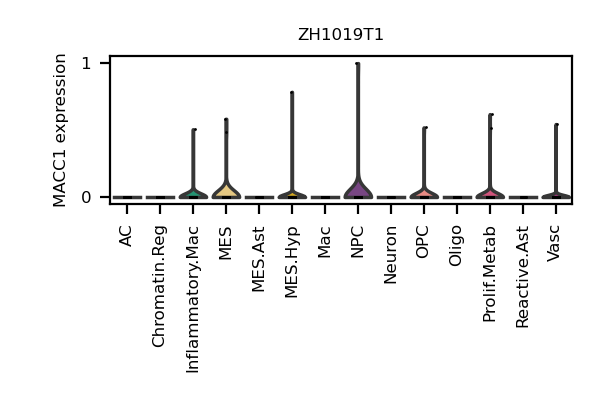 ZH1019T1
MACC1 expression
1
0
AC
Chromatin.Reg
Inflammatory.Mac
MES
MES.Ast
MES.Hyp
Mac
NPC
Neuron
OPC
Oligo
Prolif.Metab
Reactive.Ast
Vasc